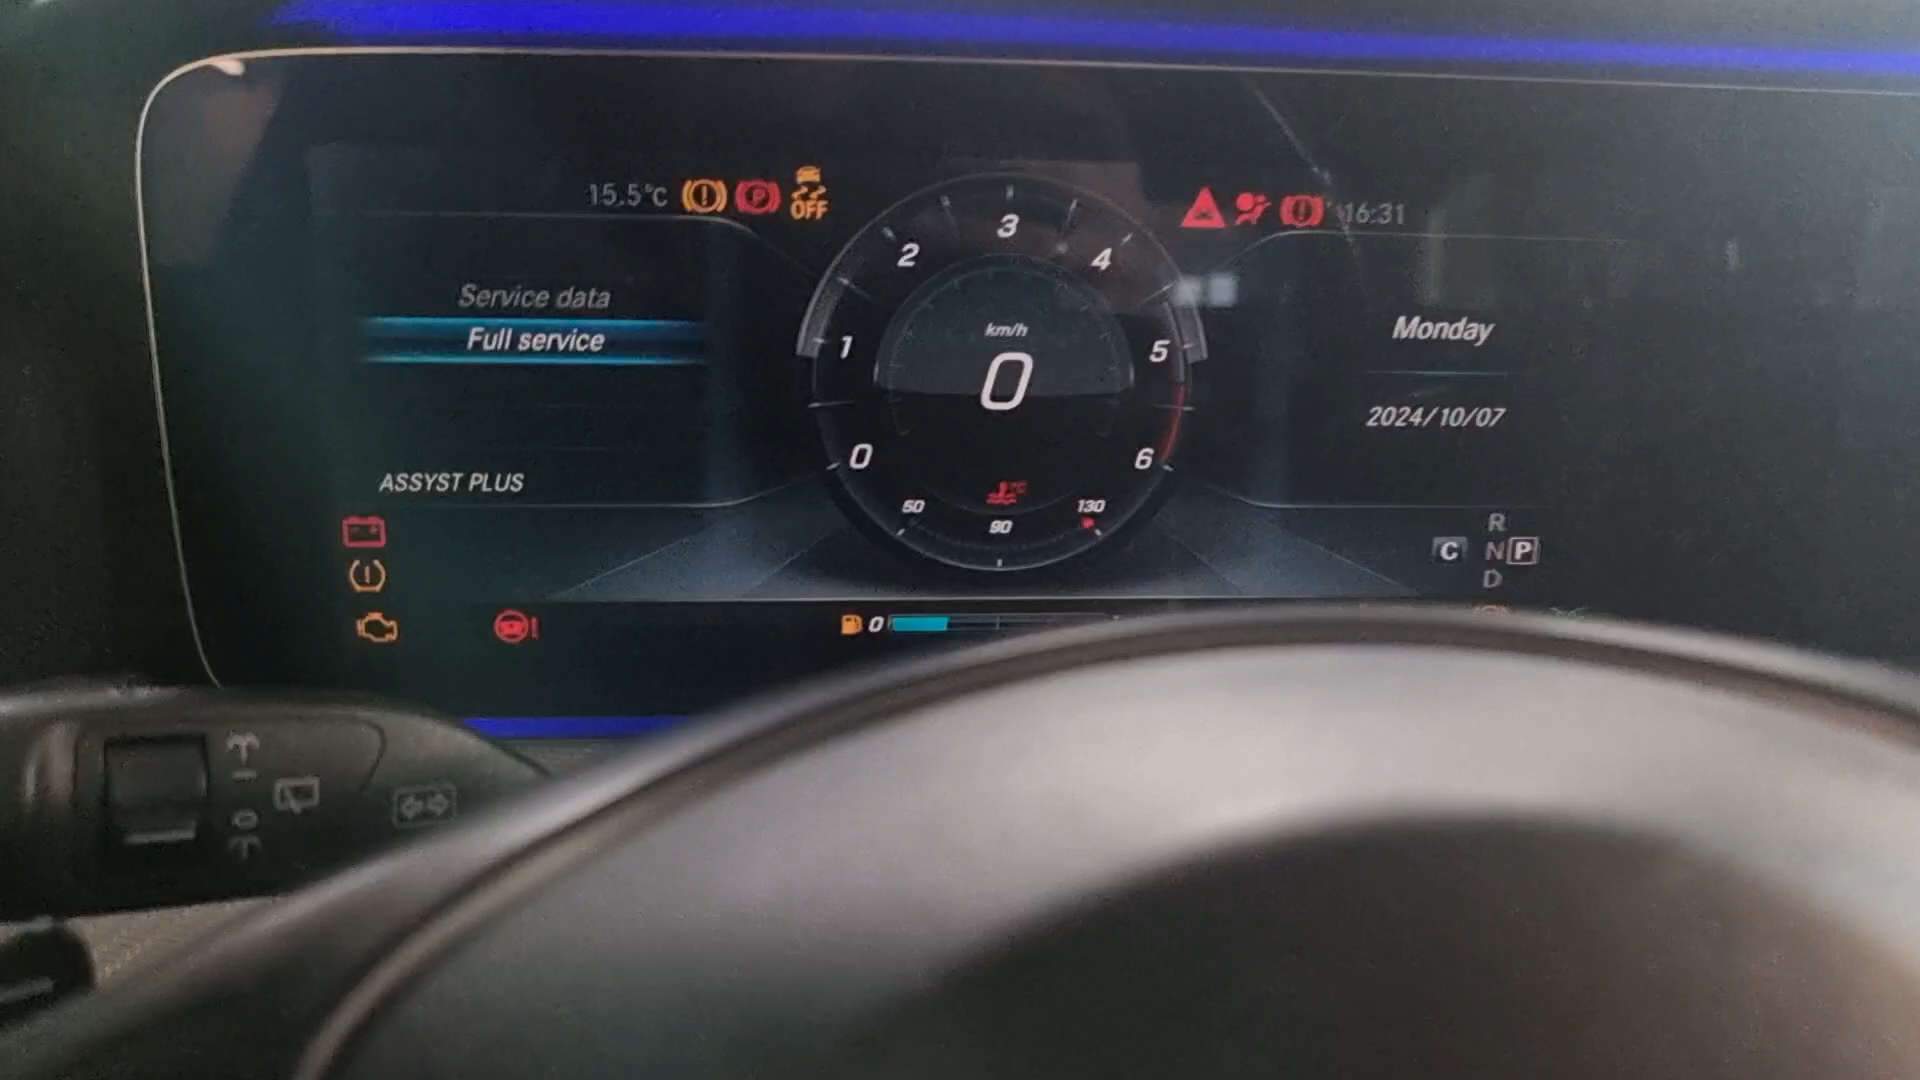 15.5°C
OFF
16:31
Service data
Full service
ASSYST PLUS
3
2
4
1
5
0
6
km/h
0
°C
50
90
130
Monday
2024/10/07
R
C N P
D
0